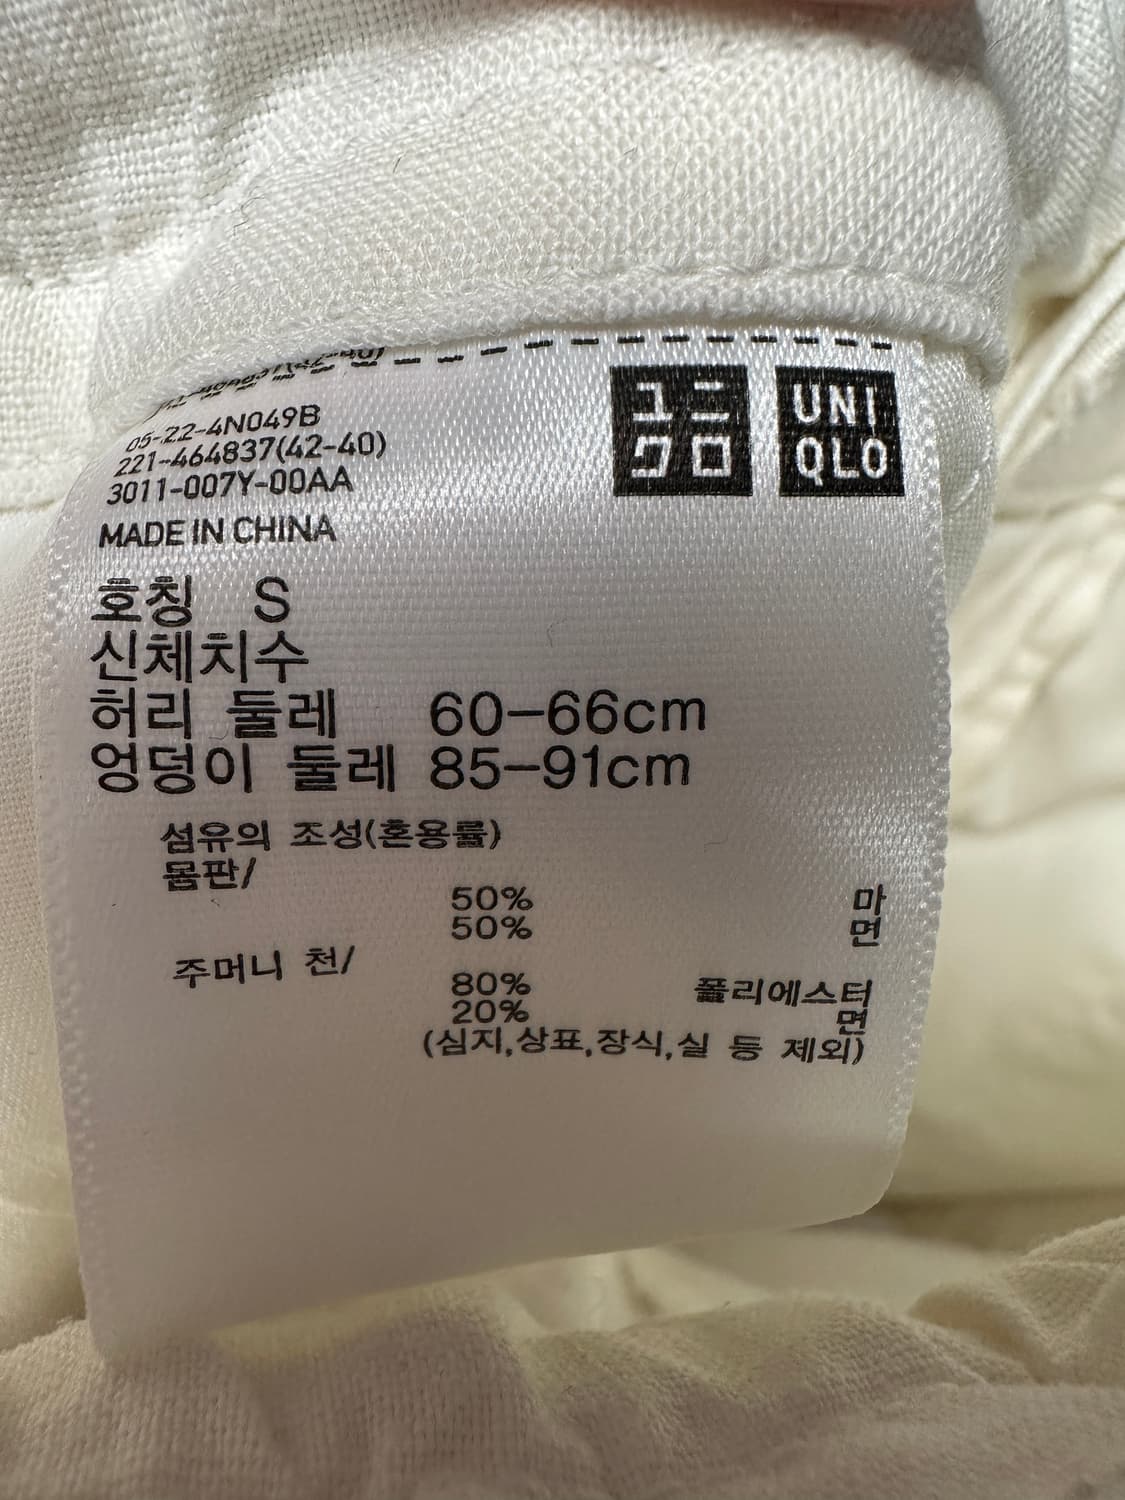 ユニ
クロ
UNI
QLO
05-22-4N049B
221-464837(42-40)
3011-007Y-00AA
MADE IN CHINA
호칭 S
신체치수
허리 둘레 60-66cm
엉덩이 둘레 85-91cm
섬유의 조성(혼용률)
몸판/
50% 마
50% 면
주머니 천/
80% 폴리에스터
20% 면
(심지,상표,장식,실 등 제외)